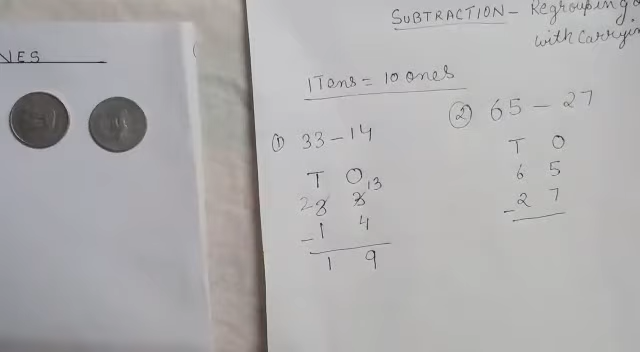 NES
SUBTRACTION - Regrouping
with Carryin
1 Tens = 10 ones
① 33 - 14
T O
2 3 3 13
- 1 4
1 9
② 65 - 27
T O
6 5
- 2 7